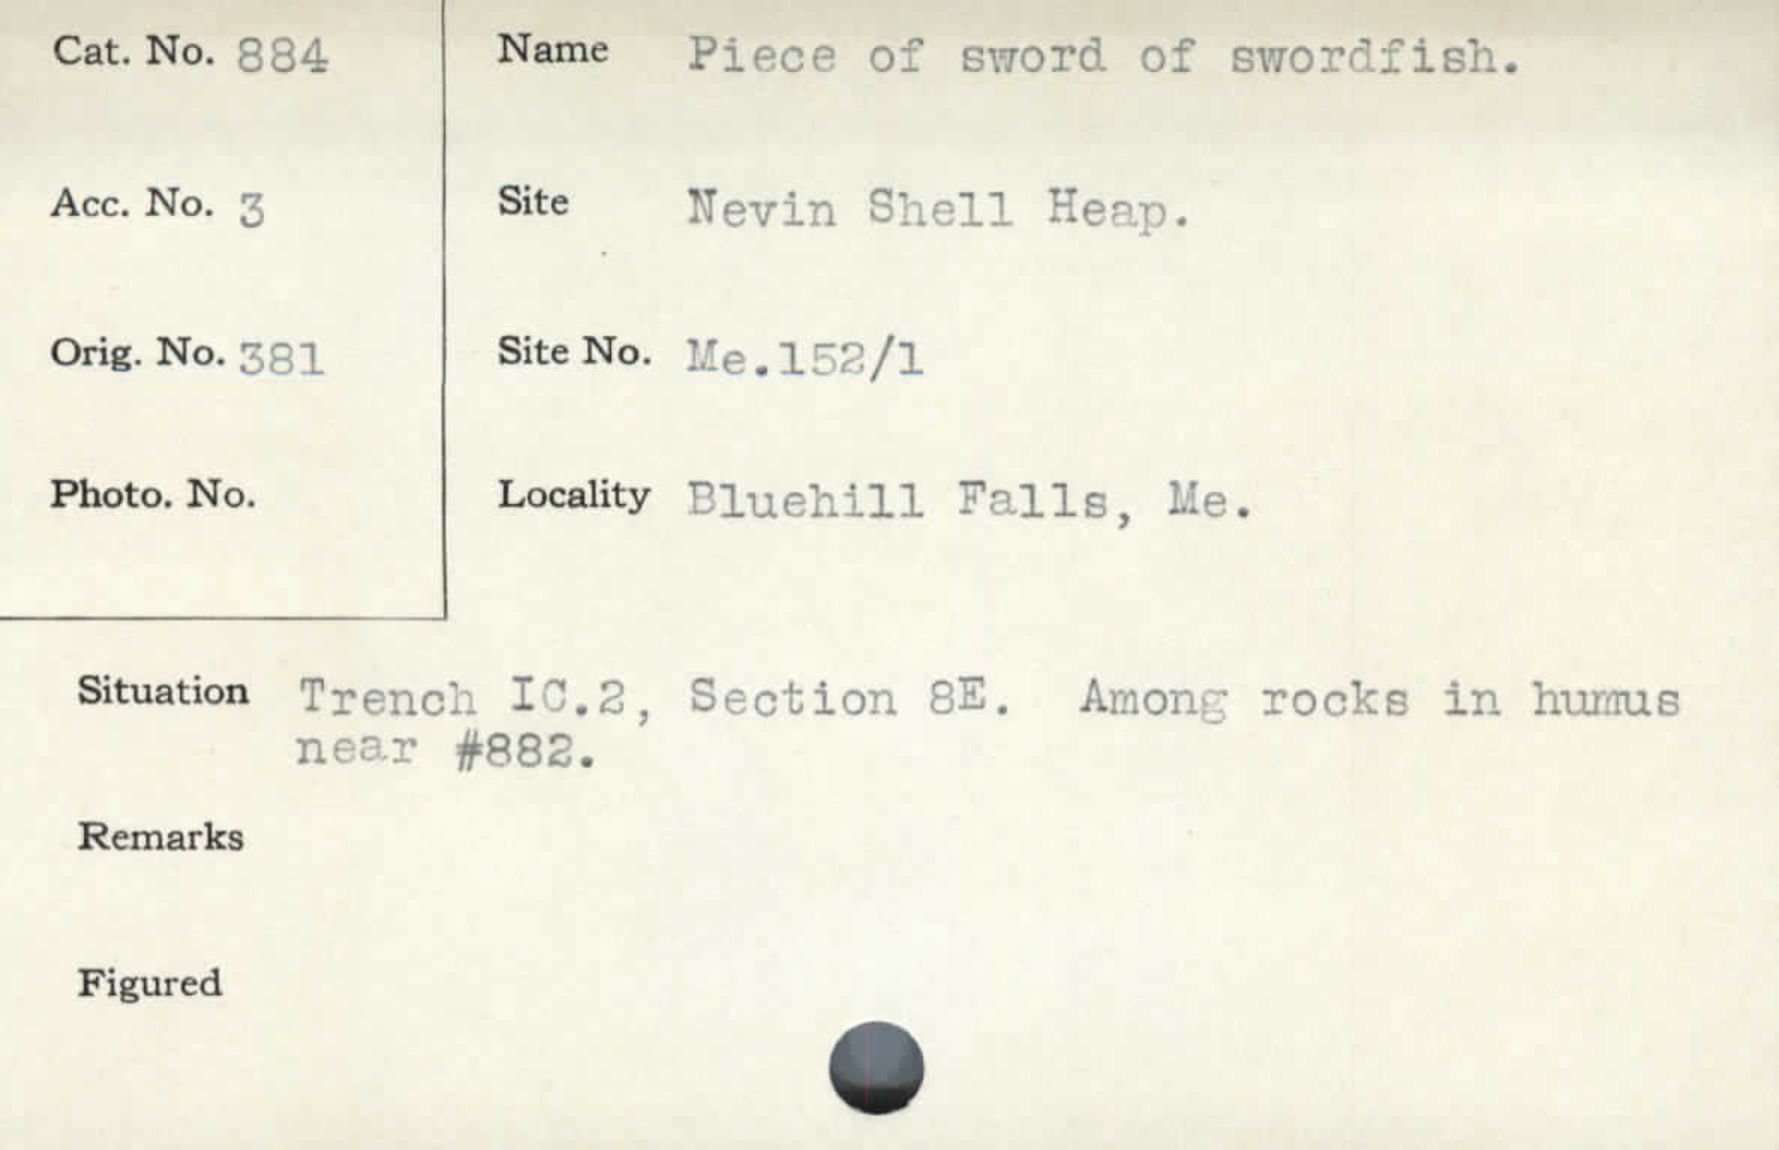 Cat. No. 884
Name Piece of sword of swordfish.
Acc. No. 3
Site Nevin Shell Heap.
Orig. No. 381
Site No. Me.152/1
Photo. No.
Locality Bluehill Falls, Me.
Situation Trench IC.2, Section 8E. Among rocks in humus
near #882.
Remarks
Figured